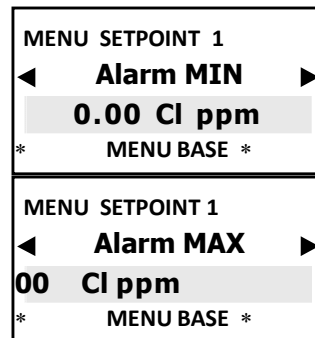 MENU SETPOINT 1
◀ Alarm MIN ▶
0.00 Cl ppm
* MENU BASE *
MENU SETPOINT 1
◀ Alarm MAX ▶
00 Cl ppm
* MENU BASE *